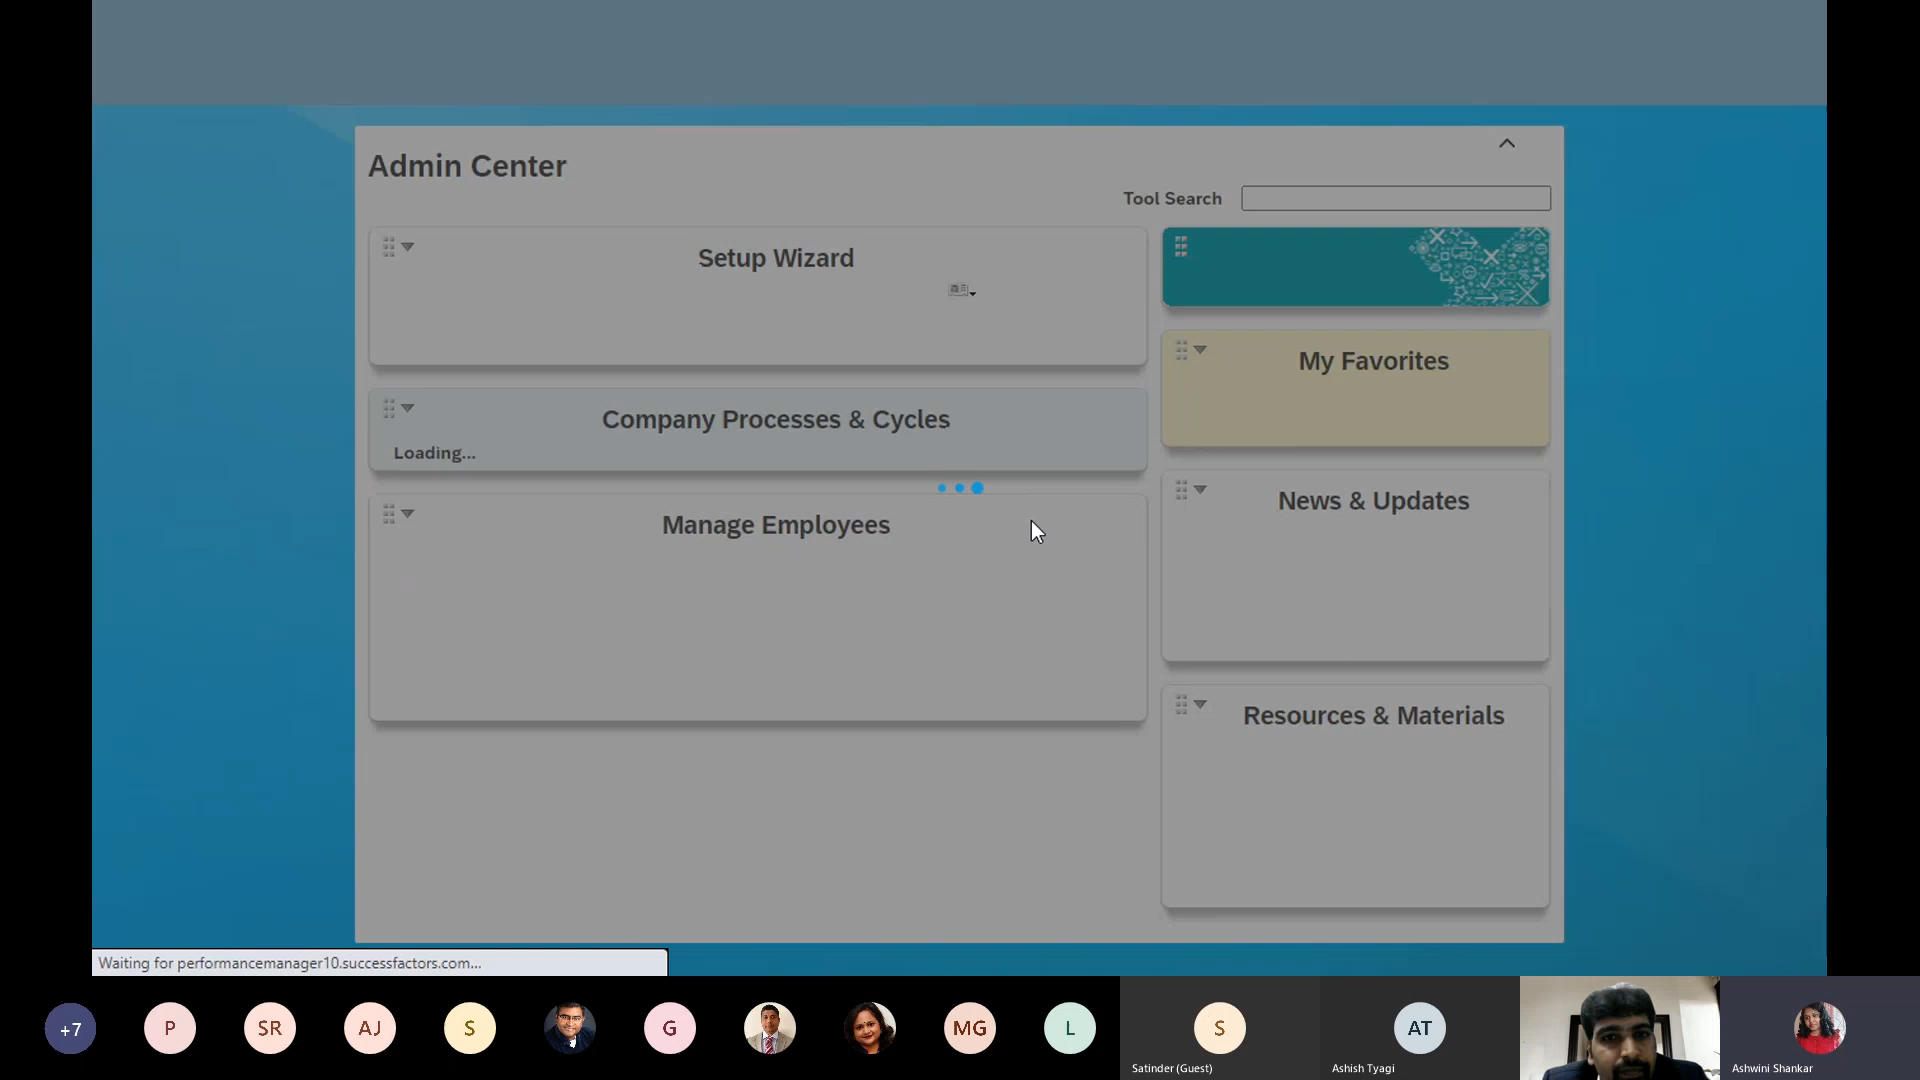 Admin Center
Tool Search
Setup Wizard
Company Processes & Cycles
Loading...
Manage Employees
My Favorites
News & Updates
Resources & Materials
Waiting for performancemanager10.successfactors.com...
+7
P
SR
AJ
S
G
MG
L
S
Satinder (Guest)
AT
Ashish Tyagi
Ashwini Shankar